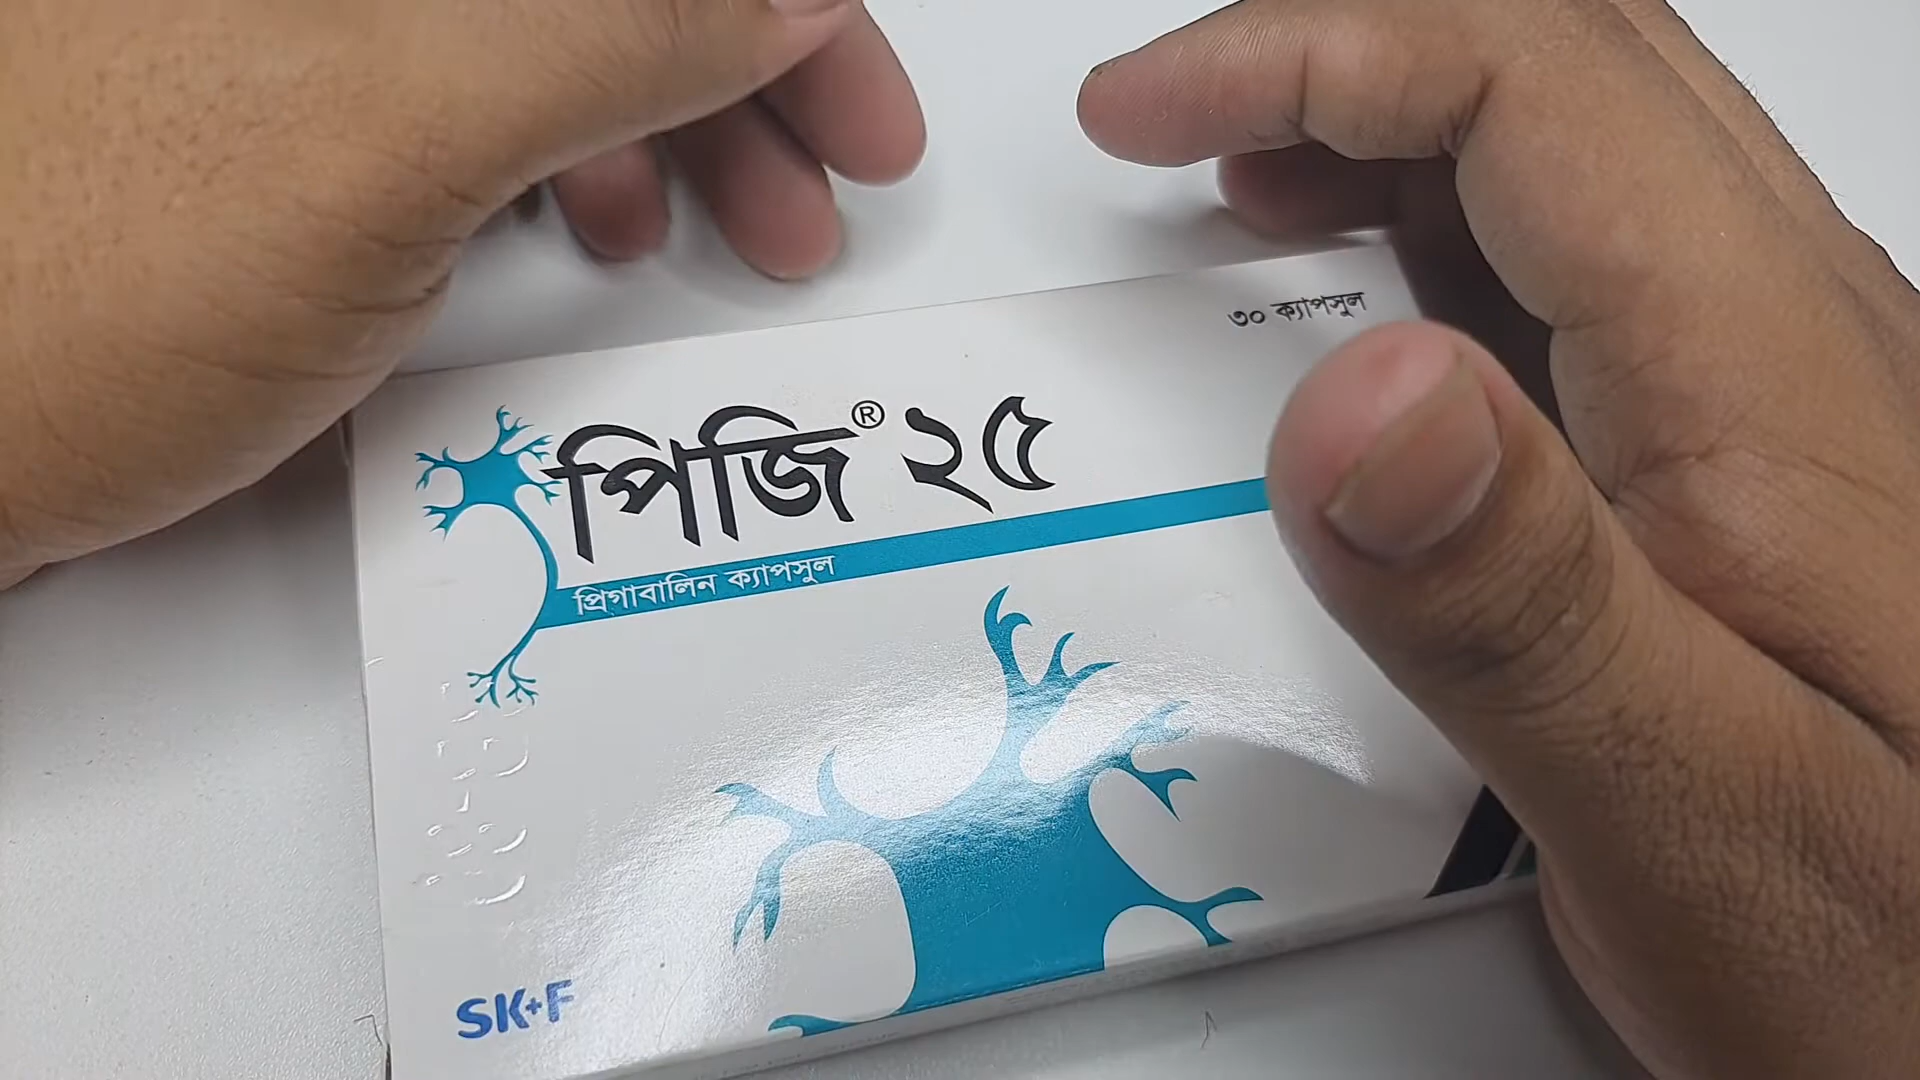 ৩০ ক্যাপসুল
পিজি® ২৫
প্রিগাবালিন ক্যাপসুল
SK+F